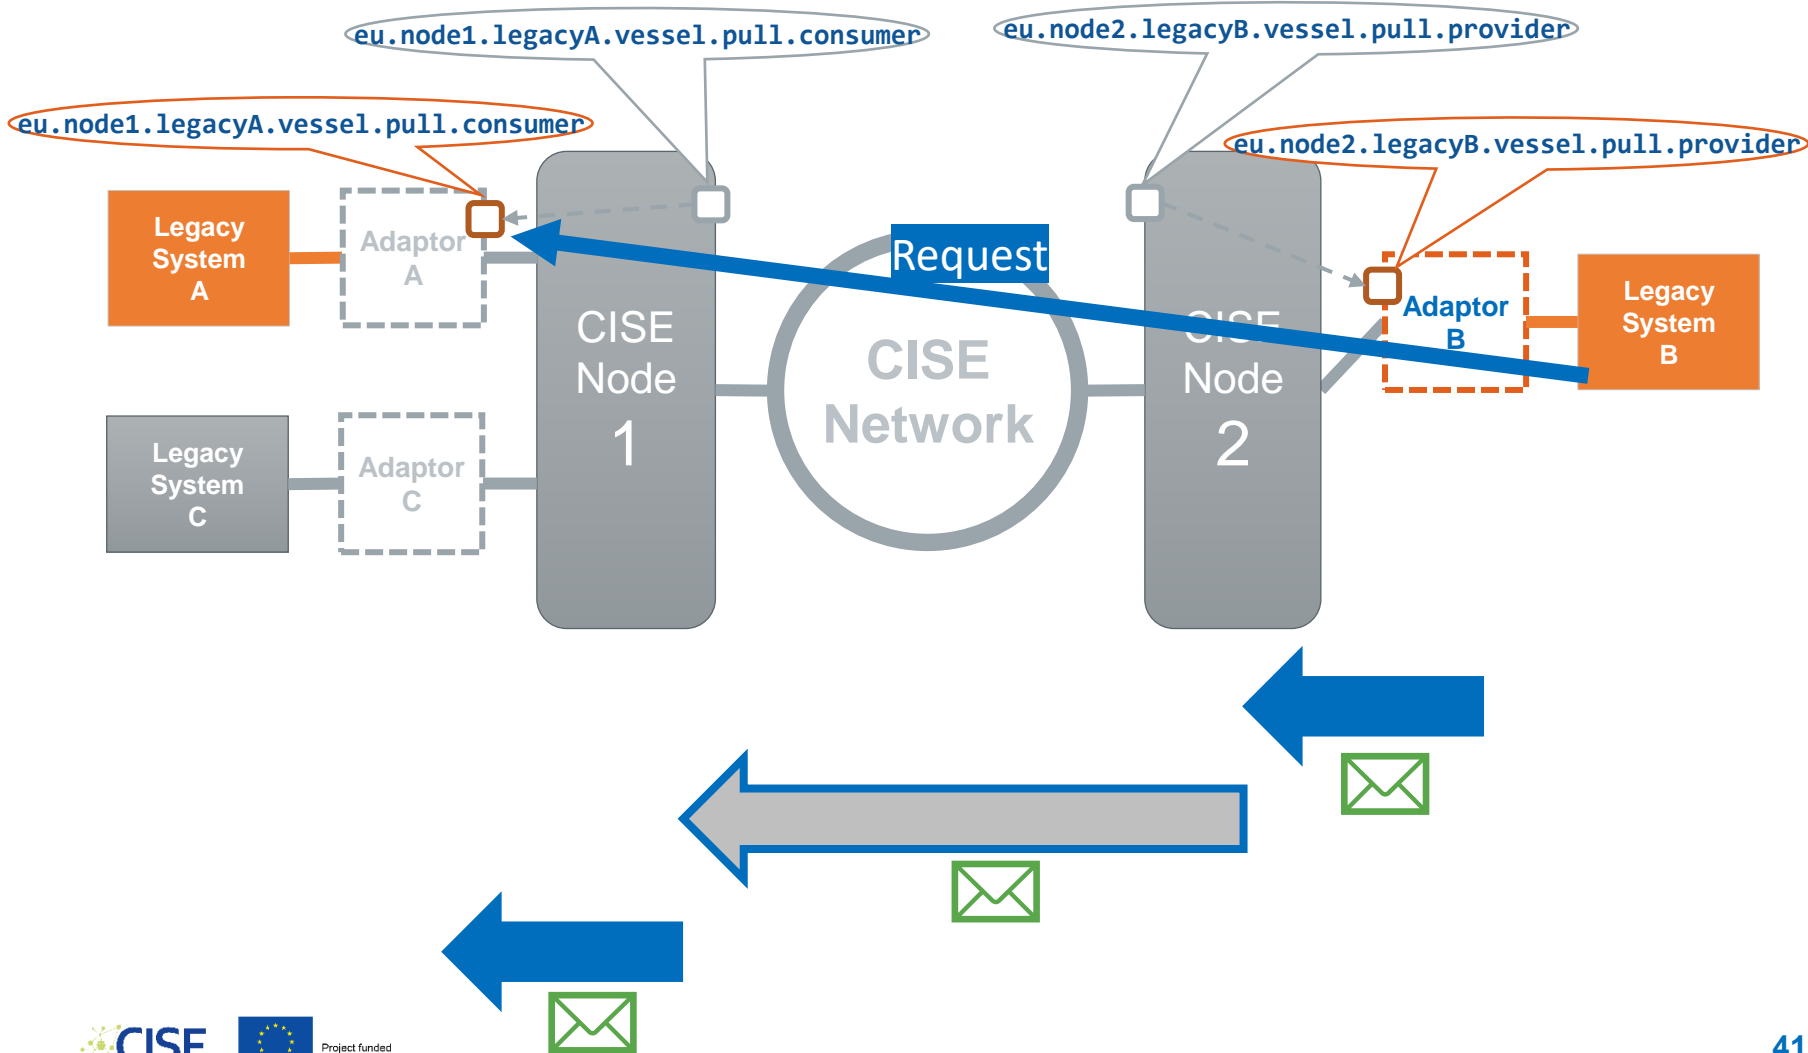 eu.node1.legacyA.vessel.pull.consumer
eu.node2.legacyB.vessel.pull.provider
eu.node1.legacyA.vessel.pull.consumer
eu.node2.legacyB.vessel.pull.provider
Legacy
System
A
Adaptor
A
Request
CISE
Node
1
CISE
Network
CISE
Node
2
Adaptor
B
Legacy
System
B
Legacy
System
C
Adaptor
C
CISE
Project funded
41